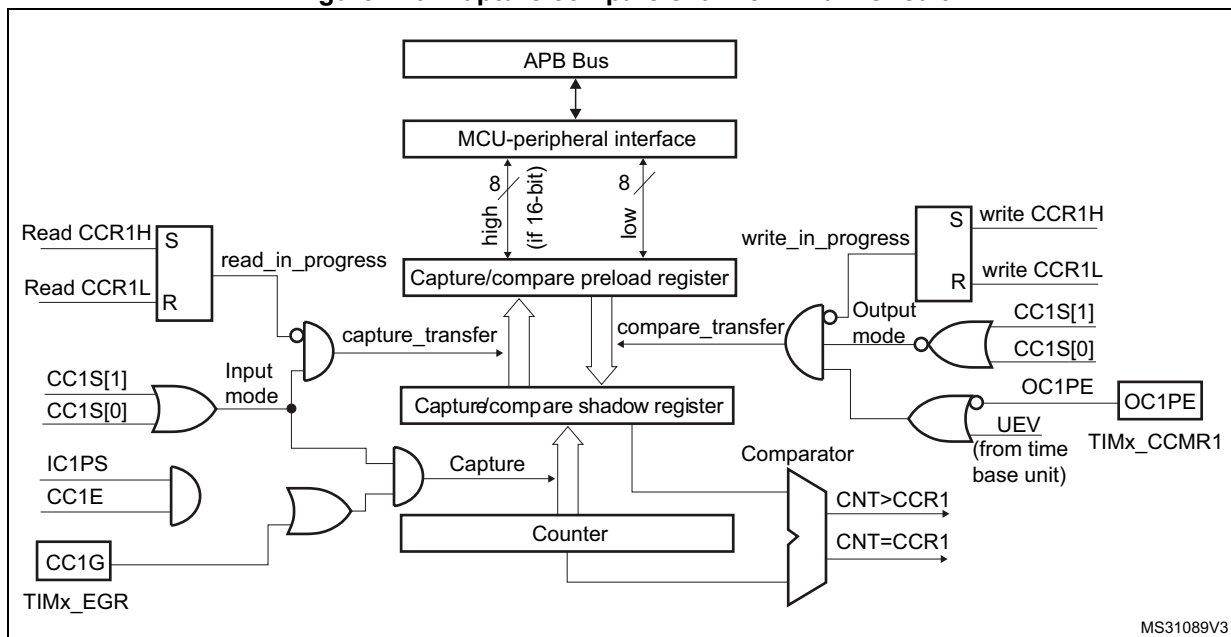 APB Bus
MCU-peripheral interface
8
high
(if 16-bit)
8
low
Read CCR1H
S
read_in_progress
Read CCR1L
R
write_in_progress
S
write CCR1H
R
write CCR1L
Capture/compare preload register
capture_transfer
compare_transfer
Output
mode
CC1S[1]
CC1S[0]
CC1S[1]
CC1S[0]
Input
mode
Capture/compare shadow register
OC1PE
OC1PE
UEV
(from time
base unit)
TIMx_CCMR1
IC1PS
CC1E
Capture
Comparator
CNT>CCR1
CNT=CCR1
Counter
CC1G
TIMx_EGR
MS31089V3